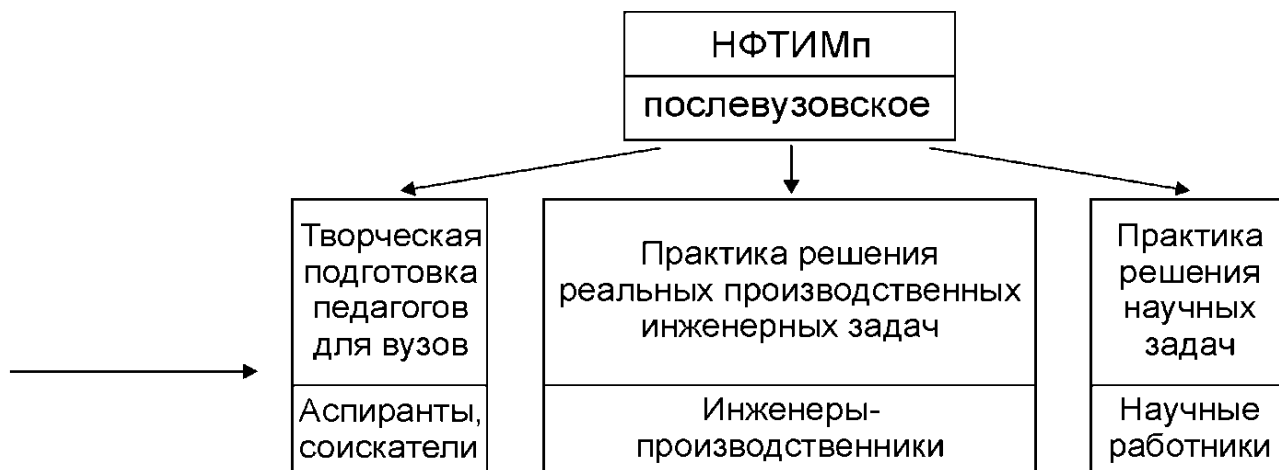 НФТИМп
послевузовское
Творческая
подготовка
педагогов
для вузов
Аспиранты,
соискатели
Практика решения
реальных производственных
инженерных задач
Инженеры-
производственники
Практика
решения
научных
задач
Научные
работники